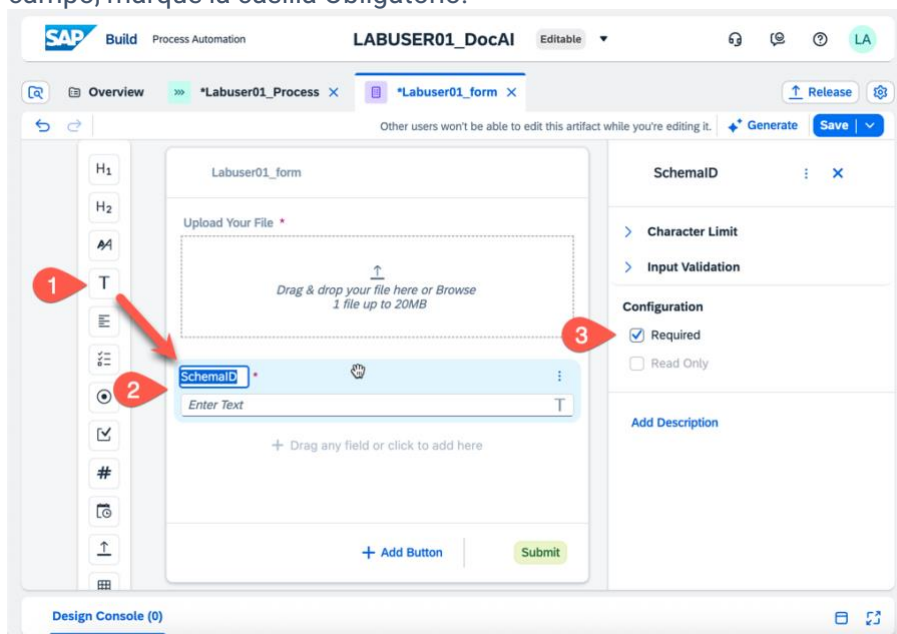 campo, marque la casilla Obligatorio.
SAP Build Process Automation LABUSER01_DocAI Editable LA
Overview *Labuser01_Process *Labuser01_form Release
Other users won't be able to edit this artifact while you're editing it. Generate Save
H1
H2
Labuser01_form
SchemaID
Upload Your File *
Drag & drop your file here or Browse
1 file up to 20MB
Character Limit
Input Validation
Configuration
Required
Read Only
Add Description
1
2
3
T
SchemaID *
Enter Text T
+ Drag any field or click to add here
#
+ Add Button Submit
Design Console (0)